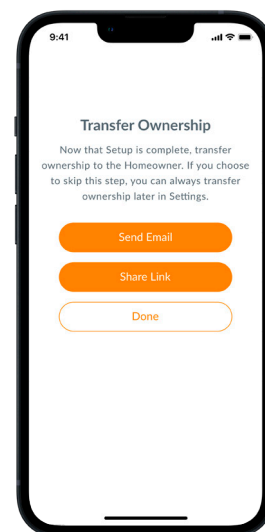 9:41
Transfer Ownership
Now that Setup is complete, transfer
ownership to the Homeowner. If you choose
to skip this step, you can always transfer
ownership later in Settings.
Send Email
Share Link
Done